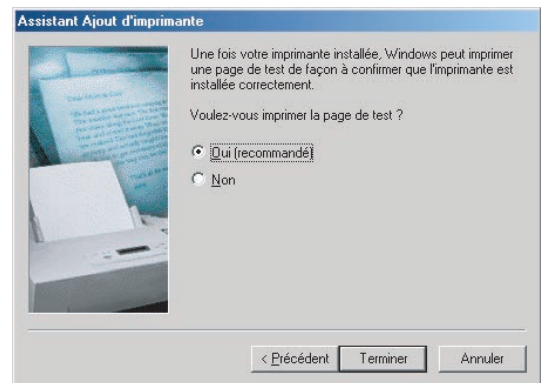 Assistant Ajout d'imprimante
Une fois votre imprimante installée, Windows peut imprimer
une page de test de façon à confirmer que l'imprimante est
installée correctement.
Voulez-vous imprimer la page de test ?
Oui (recommandé)
Non
< Précédent
Terminer
Annuler